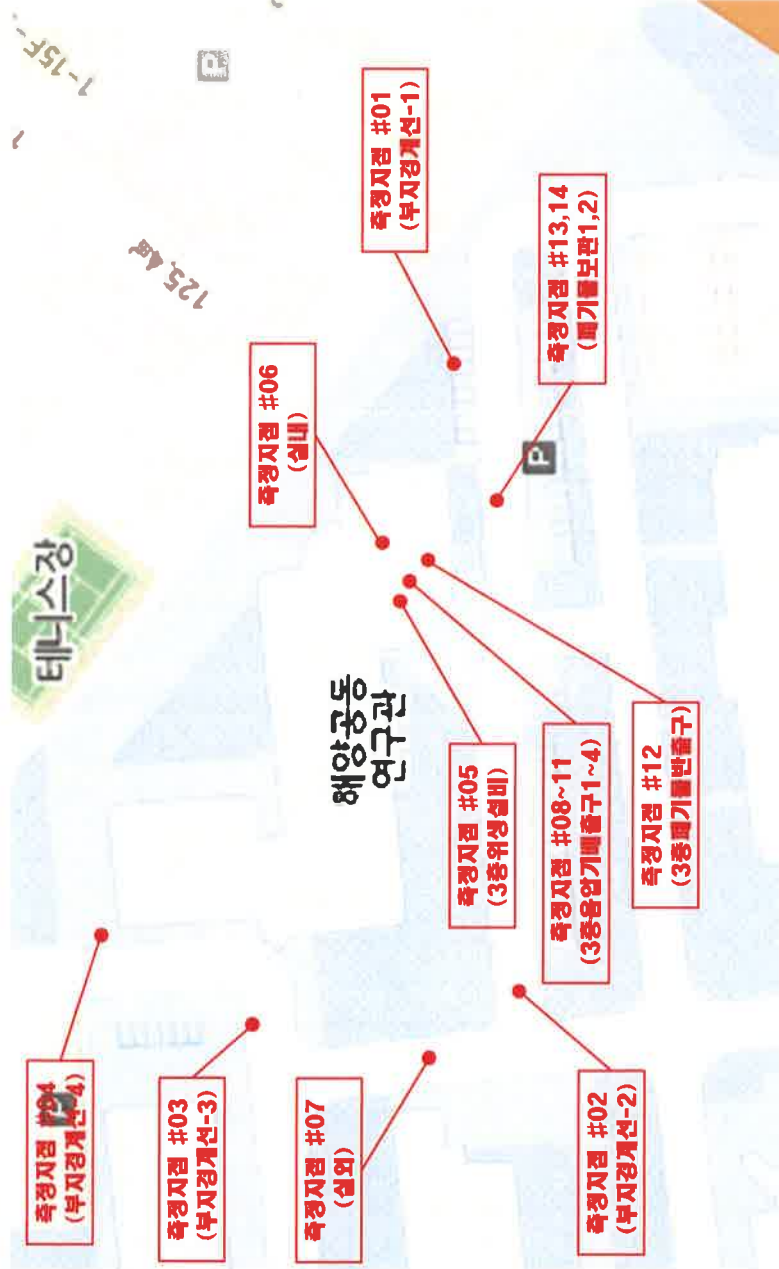 1-15F-
P
125.4㎡
테니스장
측정지점 #01
(부지경계선-1)
측정지점 #13,14
(폐기물보관1,2)
P
측정지점 #06
(실내)
해양공동
연구관
측정지점 #05
(3층위생설비)
측정지점 #08~11
(3층음압기배출구1~4)
측정지점 #12
(3층폐기물반출구)
측정지점 #04
(부지경계선-4)
측정지점 #03
(부지경계선-3)
측정지점 #07
(실외)
측정지점 #02
(부지경계선-2)